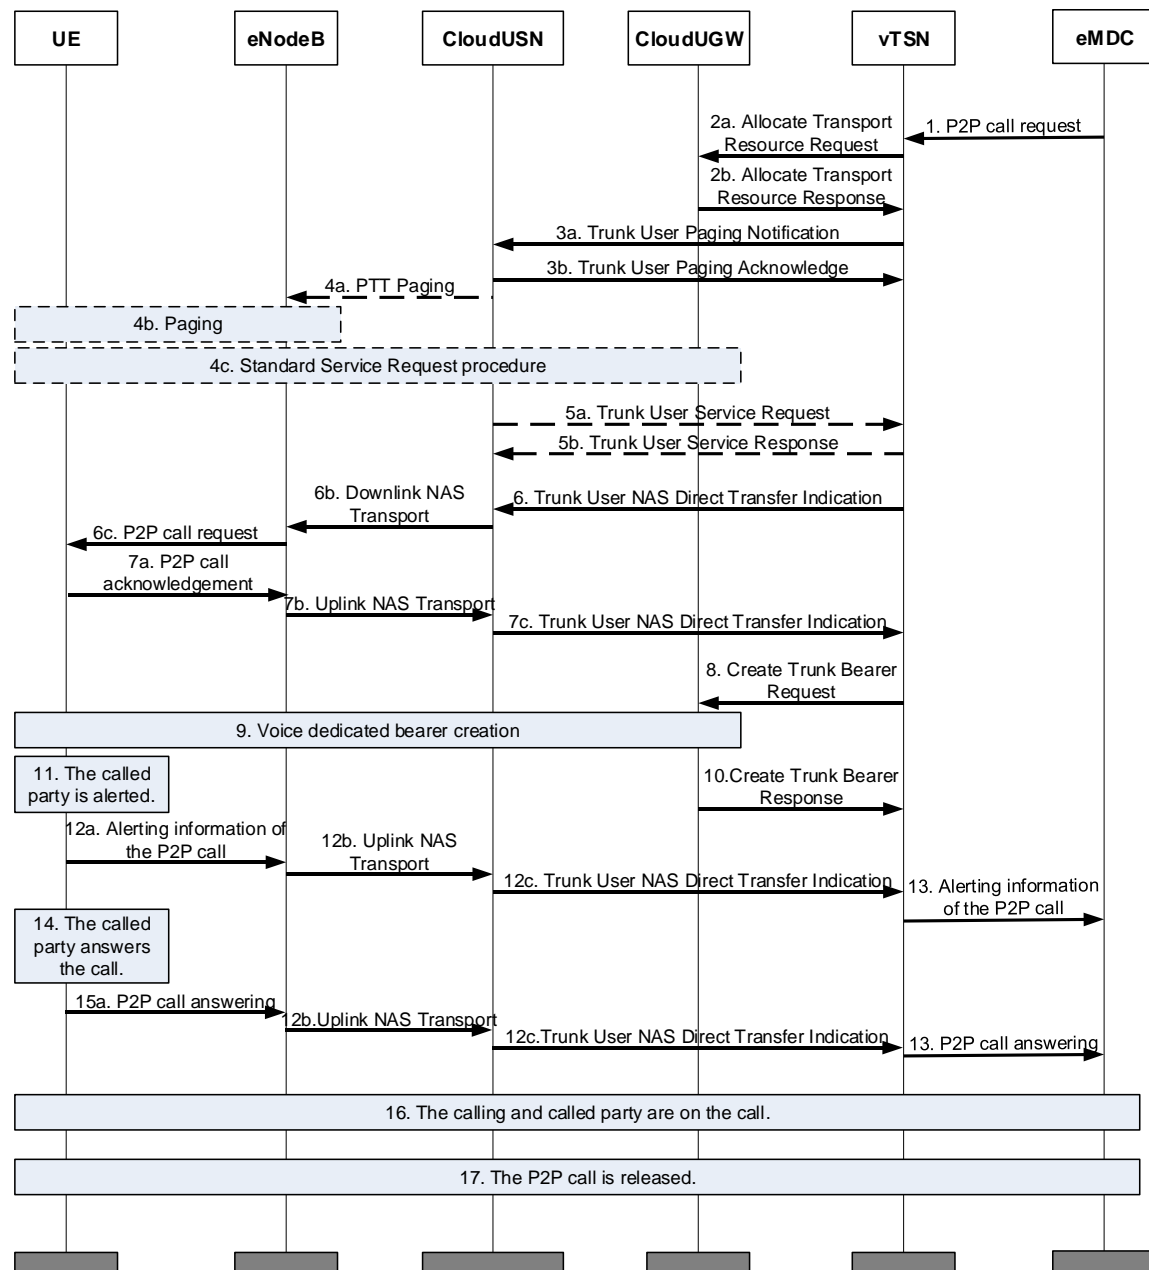 UE
eNodeB
CloudUSN
CloudUGW
vTSN
eMDC
1. P2P call request
2a. Allocate Transport
Resource Request
2b. Allocate Transport
Resource Response
3a. Trunk User Paging Notification
3b. Trunk User Paging Acknowledge
4a. PTT Paging
4b. Paging
4c. Standard Service Request procedure
5a. Trunk User Service Request
5b. Trunk User Service Response
6. Trunk User NAS Direct Transfer Indication
6b. Downlink NAS
Transport
6c. P2P call request
7a. P2P call
acknowledgement
7b. Uplink NAS Transport
7c. Trunk User NAS Direct Transfer Indication
8. Create Trunk Bearer
Request
9. Voice dedicated bearer creation
10.Create Trunk Bearer
Response
11. The called
party is alerted.
12a. Alerting information of
the P2P call
12b. Uplink NAS
Transport
12c. Trunk User NAS Direct Transfer Indication
13. Alerting information
of the P2P call
14. The called
party answers
the call.
15a. P2P call answering
12b.Uplink NAS Transport
12c.Trunk User NAS Direct Transfer Indication
13. P2P call answering
16. The calling and called party are on the call.
17. The P2P call is released.